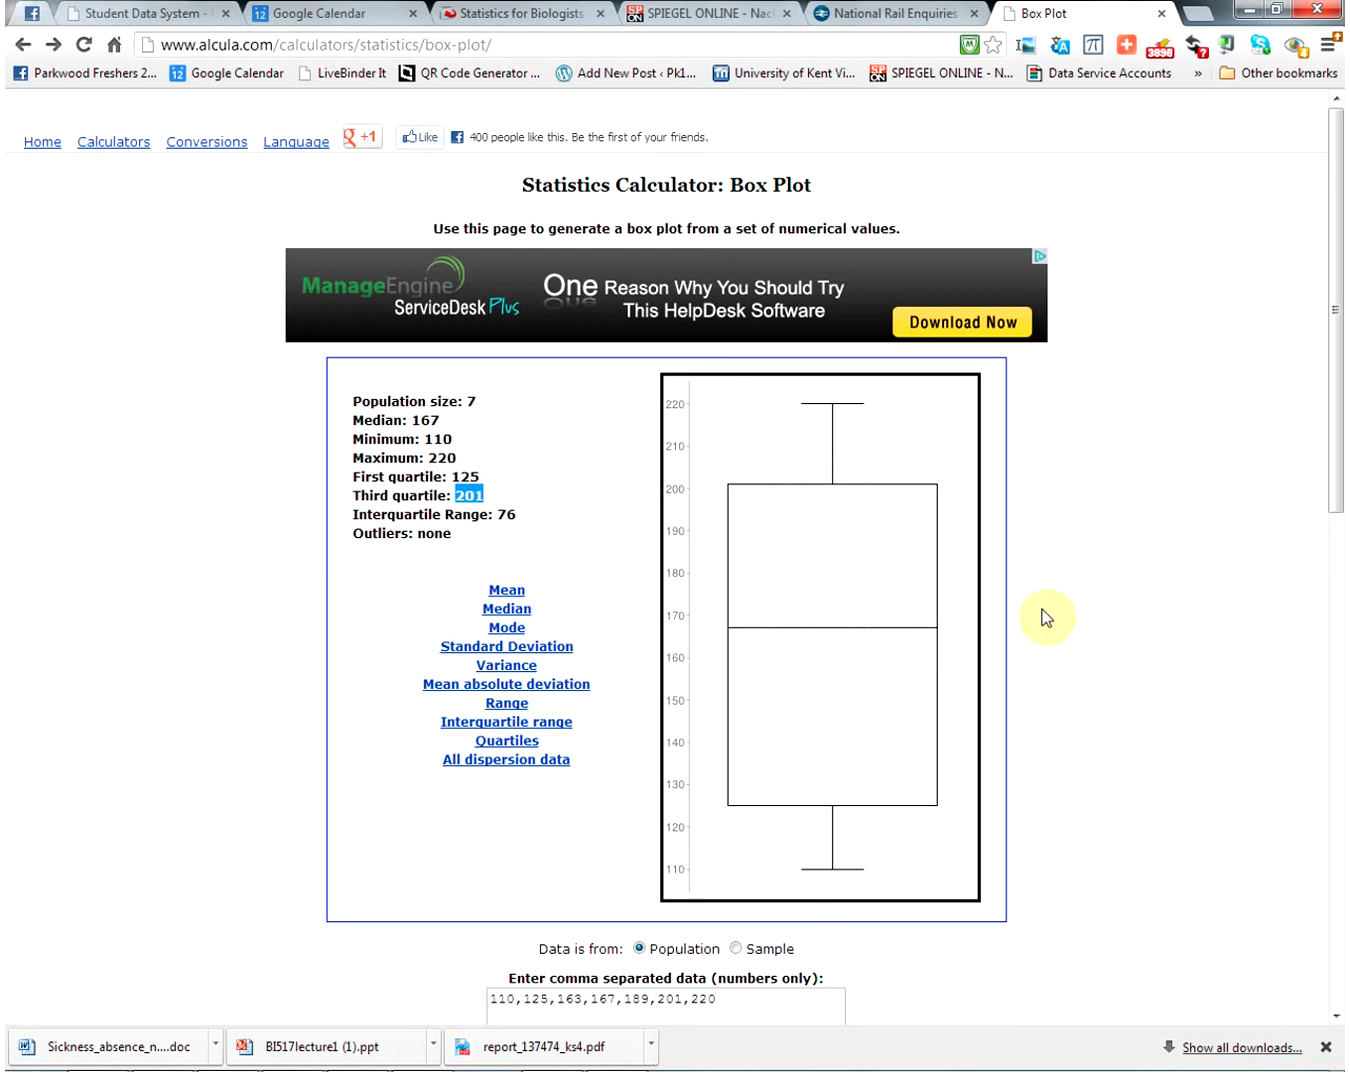 Student Data System -
Google Calendar
Statistics for Biologists
SPIEGEL ONLINE - Nac
National Rail Enquiries
Box Plot
www.alcula.com/calculators/statistics/box-plot/
3896
Parkwood Freshers 2...
12 Google Calendar
LiveBinder It
QR Code Generator ...
Add New Post ‹ Pk1...
University of Kent Vi...
SPIEGEL ONLINE - N...
Data Service Accounts
»
Other bookmarks
Home Calculators Conversions Language
+1
Like
400 people like this. Be the first of your friends.
Statistics Calculator: Box Plot
Use this page to generate a box plot from a set of numerical values.
ManageEngine
ServiceDesk Plus
One Reason Why You Should Try
This HelpDesk Software
Download Now
Population size: 7
Median: 167
Minimum: 110
Maximum: 220
First quartile: 125
Third quartile: 201
Interquartile Range: 76
Outliers: none
Mean
Median
Mode
Standard Deviation
Variance
Mean absolute deviation
Range
Interquartile range
Quartiles
All dispersion data
220
210
200
190
180
170
160
150
140
130
120
110
Data is from: Population Sample
Enter comma separated data (numbers only):
110,125,163,167,189,201,220
Sickness_absence_n....doc
BI517lecture1 (1).ppt
report_137474_ks4.pdf
Show all downloads...